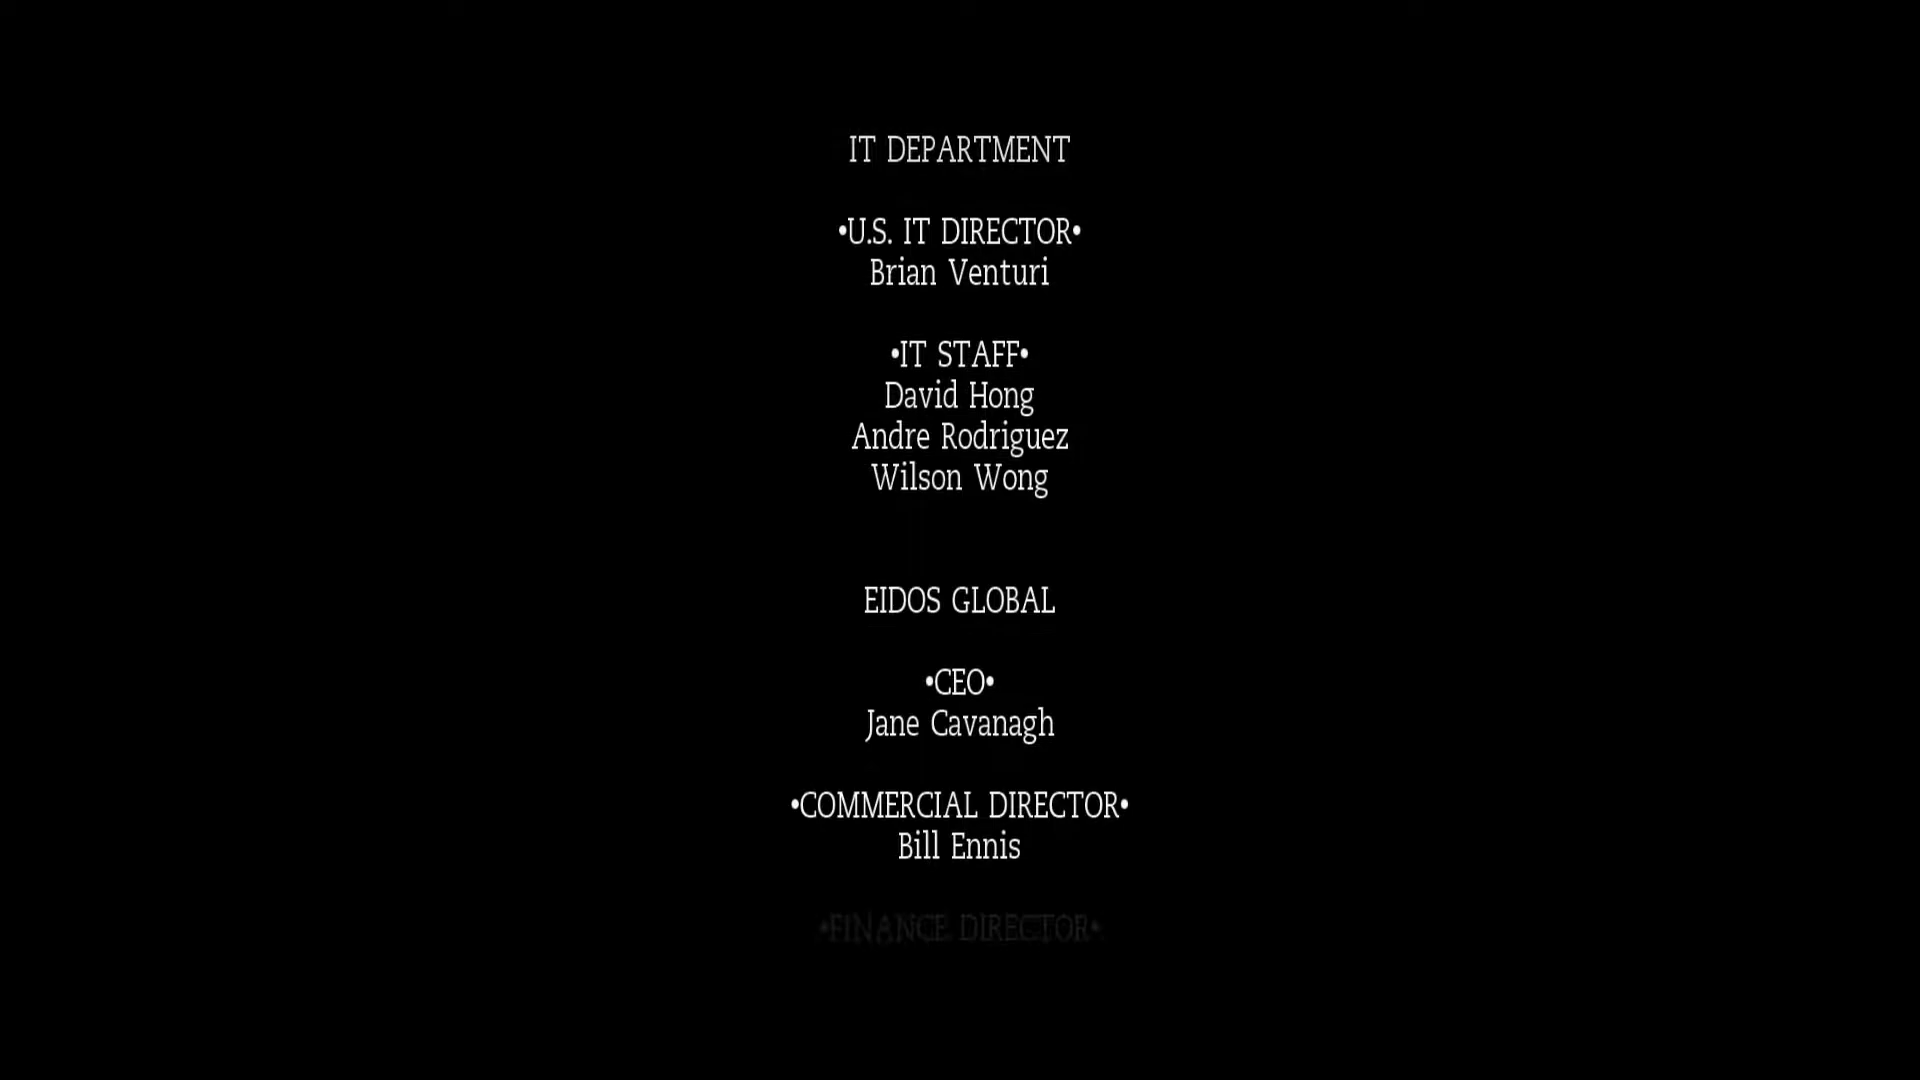 IT DEPARTMENT
•U.S. IT DIRECTOR•
Brian Venturi
•IT STAFF•
David Hong
Andre Rodriguez
Wilson Wong
EIDOS GLOBAL
•CEO•
Jane Cavanagh
•COMMERCIAL DIRECTOR•
Bill Ennis
•FINANCE DIRECTOR•